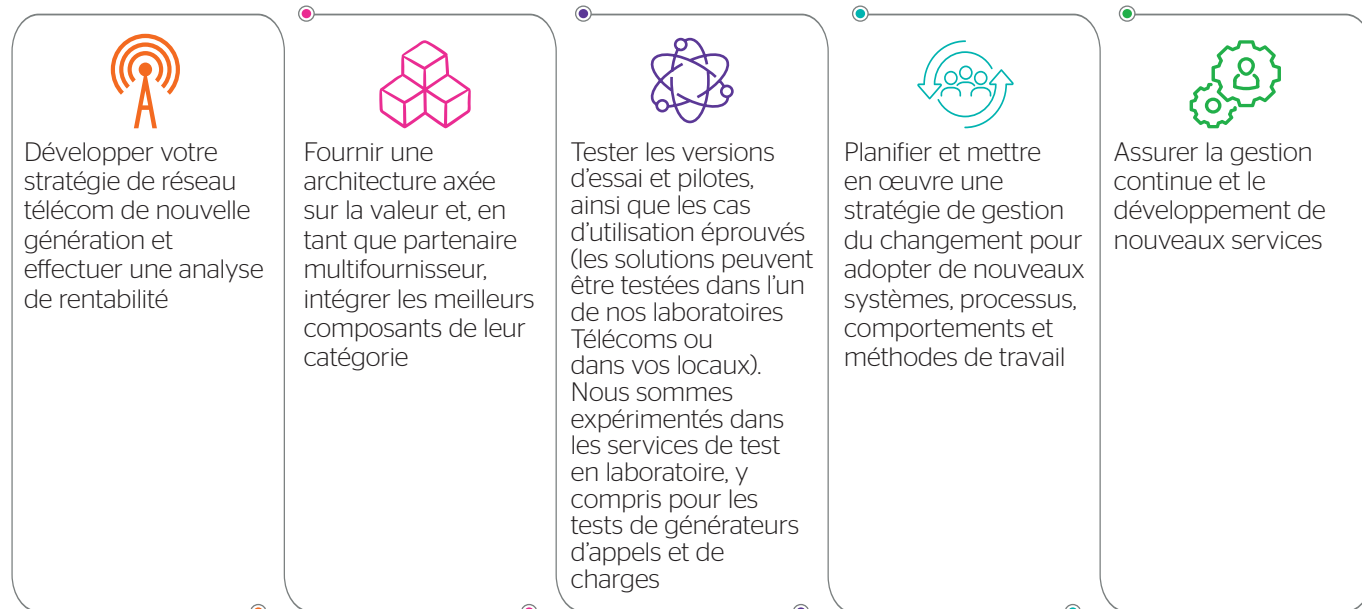 Développer votre
stratégie de réseau
télécom de nouvelle
génération et
effectuer une analyse
de rentabilité
Fournir une
architecture axée
sur la valeur et, en
tant que partenaire
multifournisseur,
intégrer les meilleurs
composants de leur
catégorie
Tester les versions
d’essai et pilotes,
ainsi que les cas
d’utilisation éprouvés
(les solutions peuvent
être testées dans l’un
de nos laboratoires
Télécoms ou
dans vos locaux).
Nous sommes
expérimentés dans
les services de test
en laboratoire, y
compris pour les
tests de générateurs
d’appels et de
charges
Planifier et mettre
en œuvre une
stratégie de gestion
du changement pour
adopter de nouveaux
systèmes, processus,
comportements et
méthodes de travail
Assurer la gestion
continue et le
développement de
nouveaux services